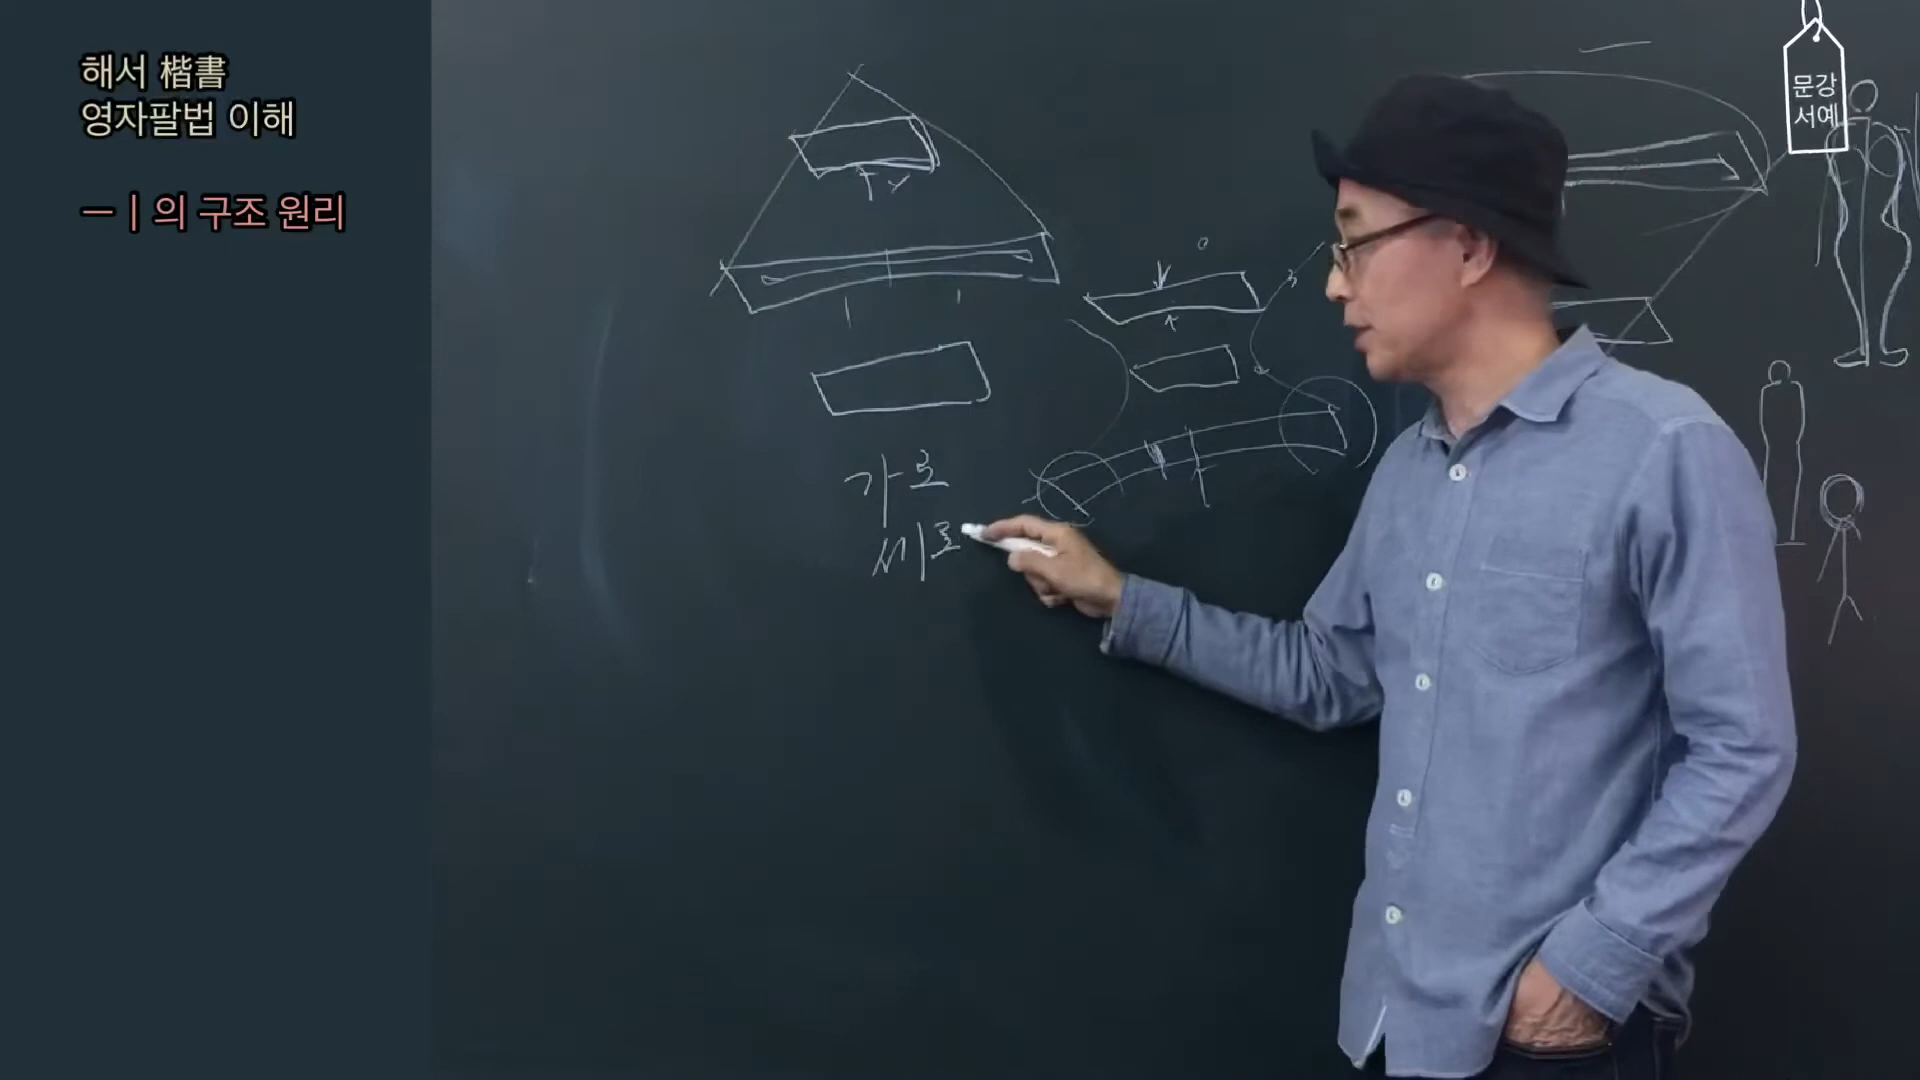 해서 楷書
영자팔법 이해
ㅡ ㅣ의 구조 원리
문강
서예
가로
세로